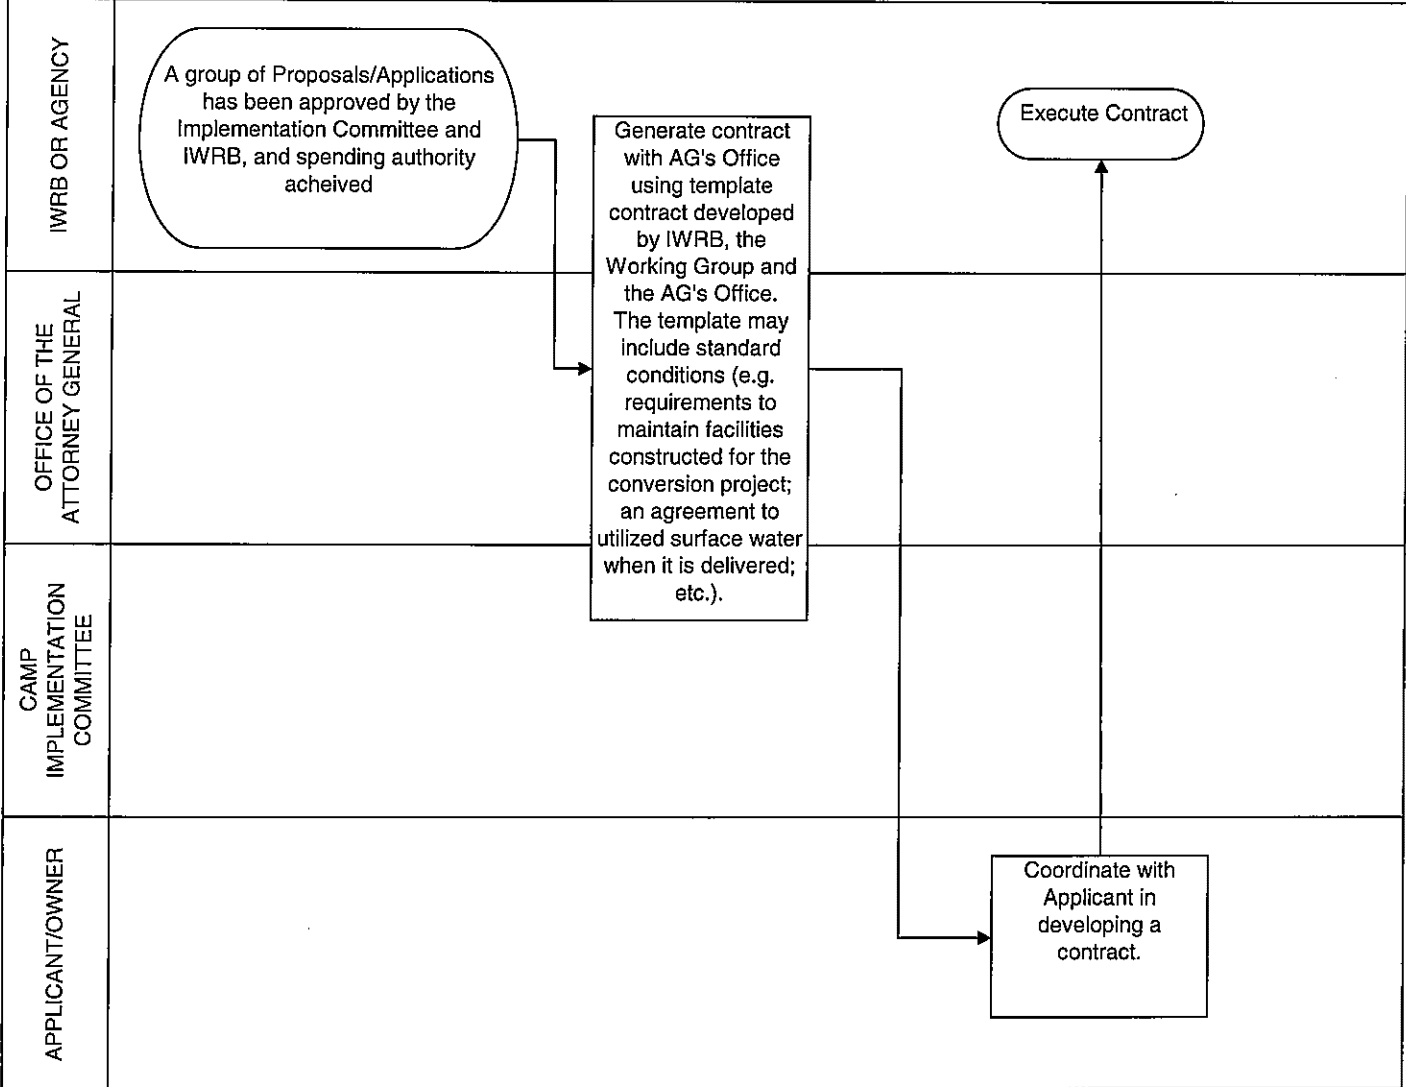 IWRB OR AGENCY
A group of Proposals/Applications
has been approved by the
Implementation Committee and
IWRB, and spending authority
acheived
Generate contract
with AG's Office
using template
contract developed
by IWRB, the
Working Group and
the AG's Office.
The template may
include standard
conditions (e.g.
requirements to
maintain facilities
constructed for the
conversion project;
an agreement to
utilized surface water
when it is delivered;
etc.).
Execute Contract
OFFICE OF THE
ATTORNEY GENERAL
CAMP
IMPLEMENTATION
COMMITTEE
APPLICANT/OWNER
Coordinate with
Applicant in
developing a
contract.